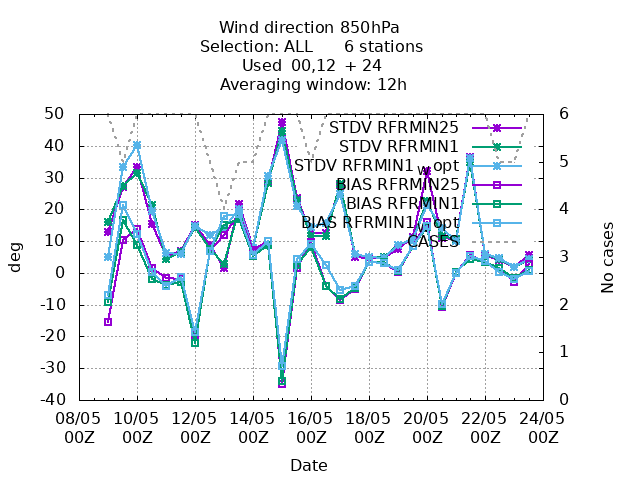 Wind direction 850hPa
Selection: ALL 6 stations
Used 00,12 + 24
Averaging window: 12h
50 40 30 20 10 0 -10 -20 -30 -40
deg
6 5 4 3 2 1 0
No cases
STDV RFRMIN25
STDV RFRMIN1
STDV RFRMIN1_w_opt
BIAS RFRMIN25
BIAS RFRMIN1
BIAS RFRMIN1_w_opt
CASES
08/05 10/05 12/05 14/05 16/05 18/05 20/05 22/05 24/05
00Z 00Z 00Z 00Z 00Z 00Z 00Z 00Z 00Z
Date